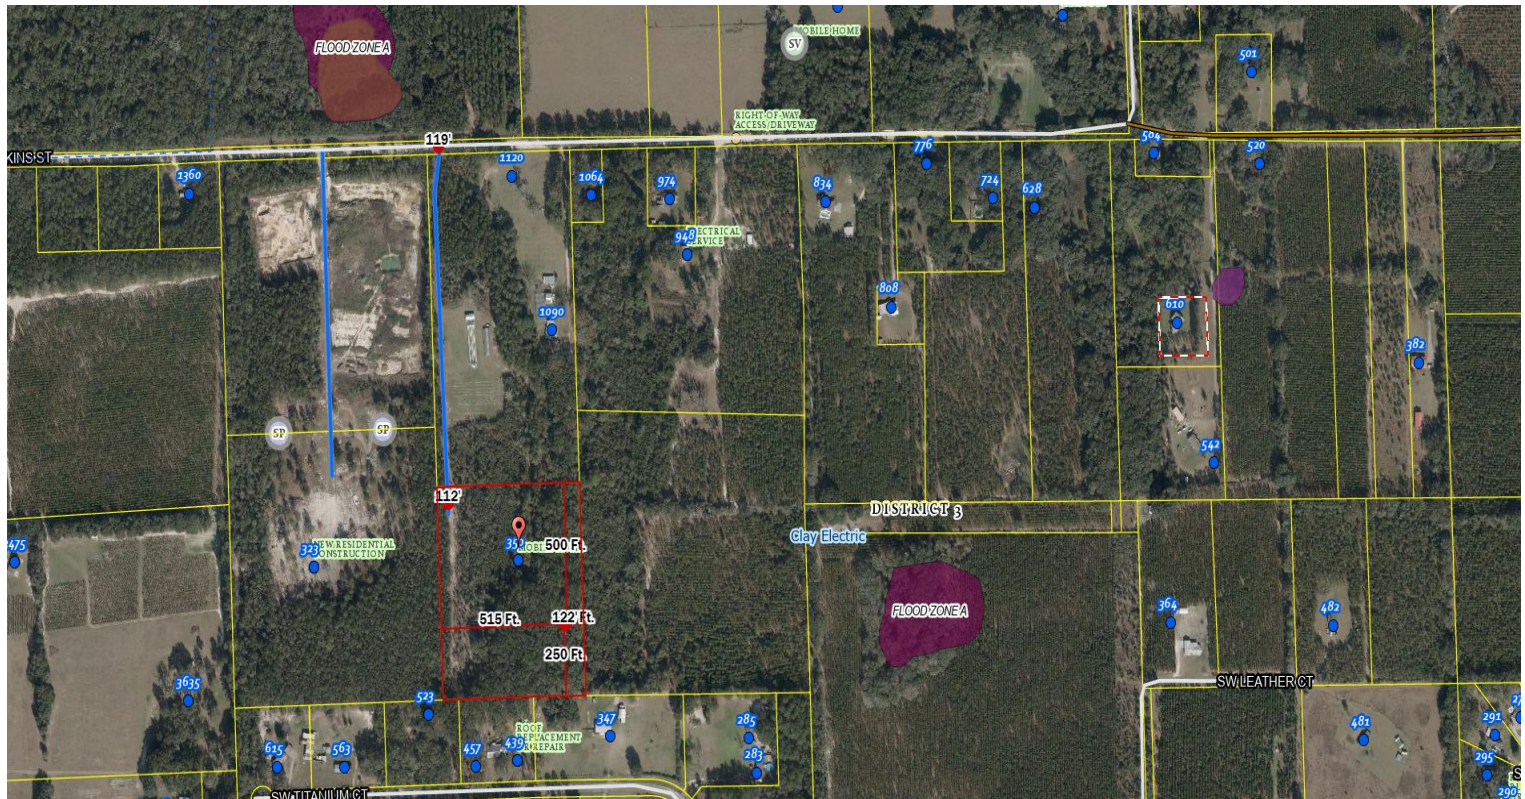 MOBILE HOME
SV
FLOOD ZONE A
501
RIGHT-OF-WAY
ACCESS/DRIVEWAY
119'
504
776
520
KINS ST
1120
1360
1064
974
834
724
628
948
ELECTRICAL
SERVICE
808
610
1090
382
SP
SP
542
112'
DISTRICT 3
Clay Electric
475
323
NEW RESIDENTIAL
CONSTRUCTION
500 Ft.
364
482
FLOOD ZONE A
515 Ft.
122' Ft.
250 Ft.
3635
SW LEATHER CT
523
347
285
481
291
ROOF
REPLACEMENT
OR REPAIR
615
563
457
439
283
295
290
SW TITANIUM CT